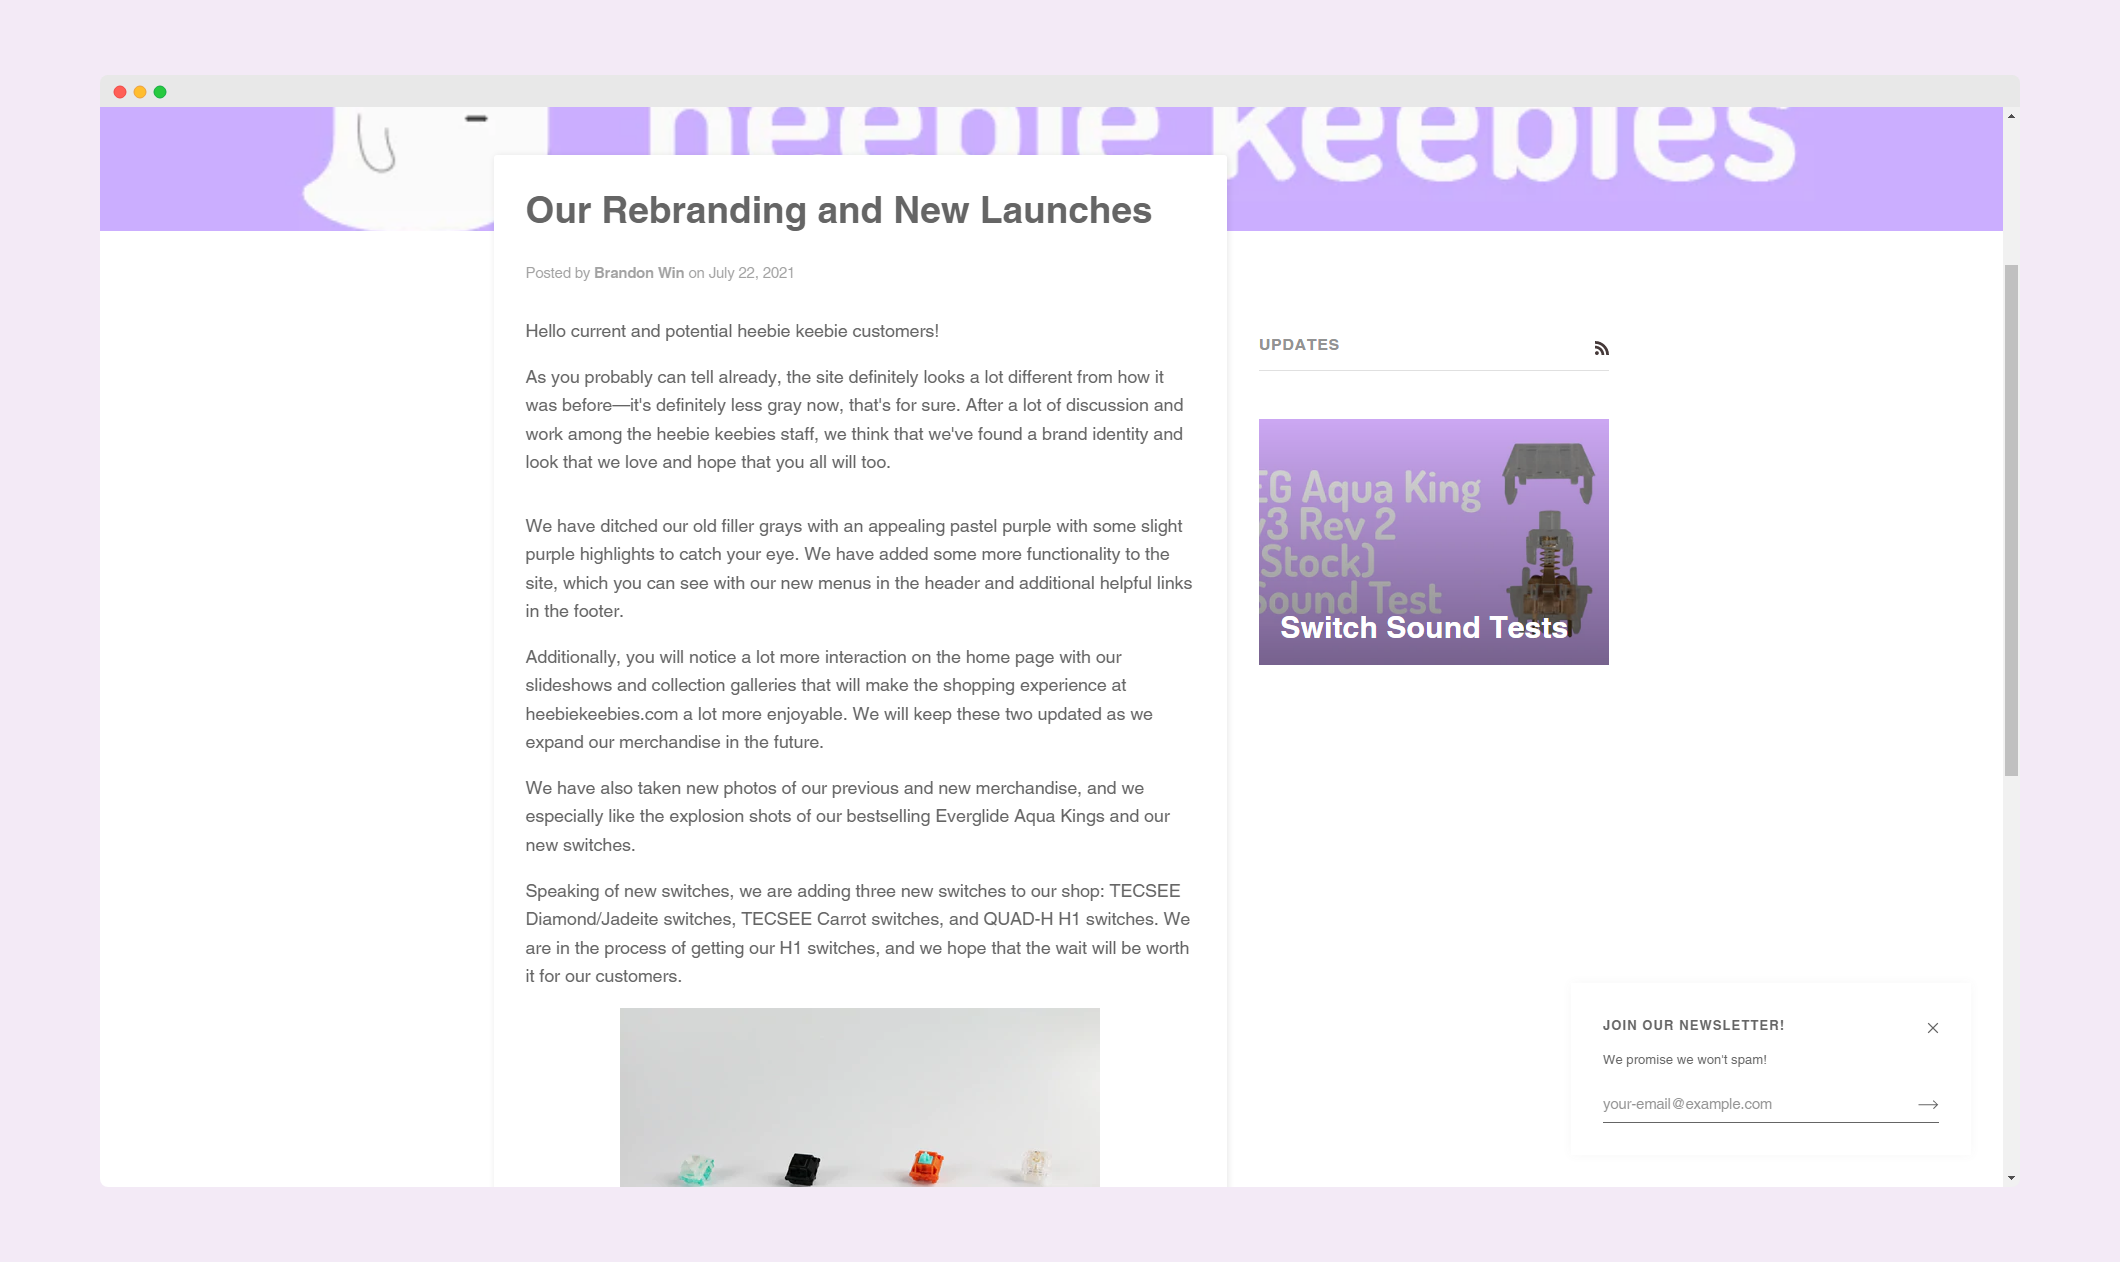 heebie keebies
Our Rebranding and New Launches
Posted by Brandon Win on July 22, 2021
Hello current and potential heebie keebie customers!
As you probably can tell already, the site definitely looks a lot different from how it
was before—it's definitely less gray now, that's for sure. After a lot of discussion and
work among the heebie keebies staff, we think that we've found a brand identity and
look that we love and hope that you all will too.
We have ditched our old filler grays with an appealing pastel purple with some slight
purple highlights to catch your eye. We have added some more functionality to the
site, which you can see with our new menus in the header and additional helpful links
in the footer.
Additionally, you will notice a lot more interaction on the home page with our
slideshows and collection galleries that will make the shopping experience at
heebiekeebies.com a lot more enjoyable. We will keep these two updated as we
expand our merchandise in the future.
We have also taken new photos of our previous and new merchandise, and we
especially like the explosion shots of our bestselling Everglide Aqua Kings and our
new switches.
Speaking of new switches, we are adding three new switches to our shop: TECSEE
Diamond/Jadeite switches, TECSEE Carrot switches, and QUAD-H H1 switches. We
are in the process of getting our H1 switches, and we hope that the wait will be worth
it for our customers.
UPDATES
EG Aqua King
v3 Rev 2
(Stock)
Sound Test
Switch Sound Tests
JOIN OUR NEWSLETTER!
We promise we won't spam!
your-email@example.com